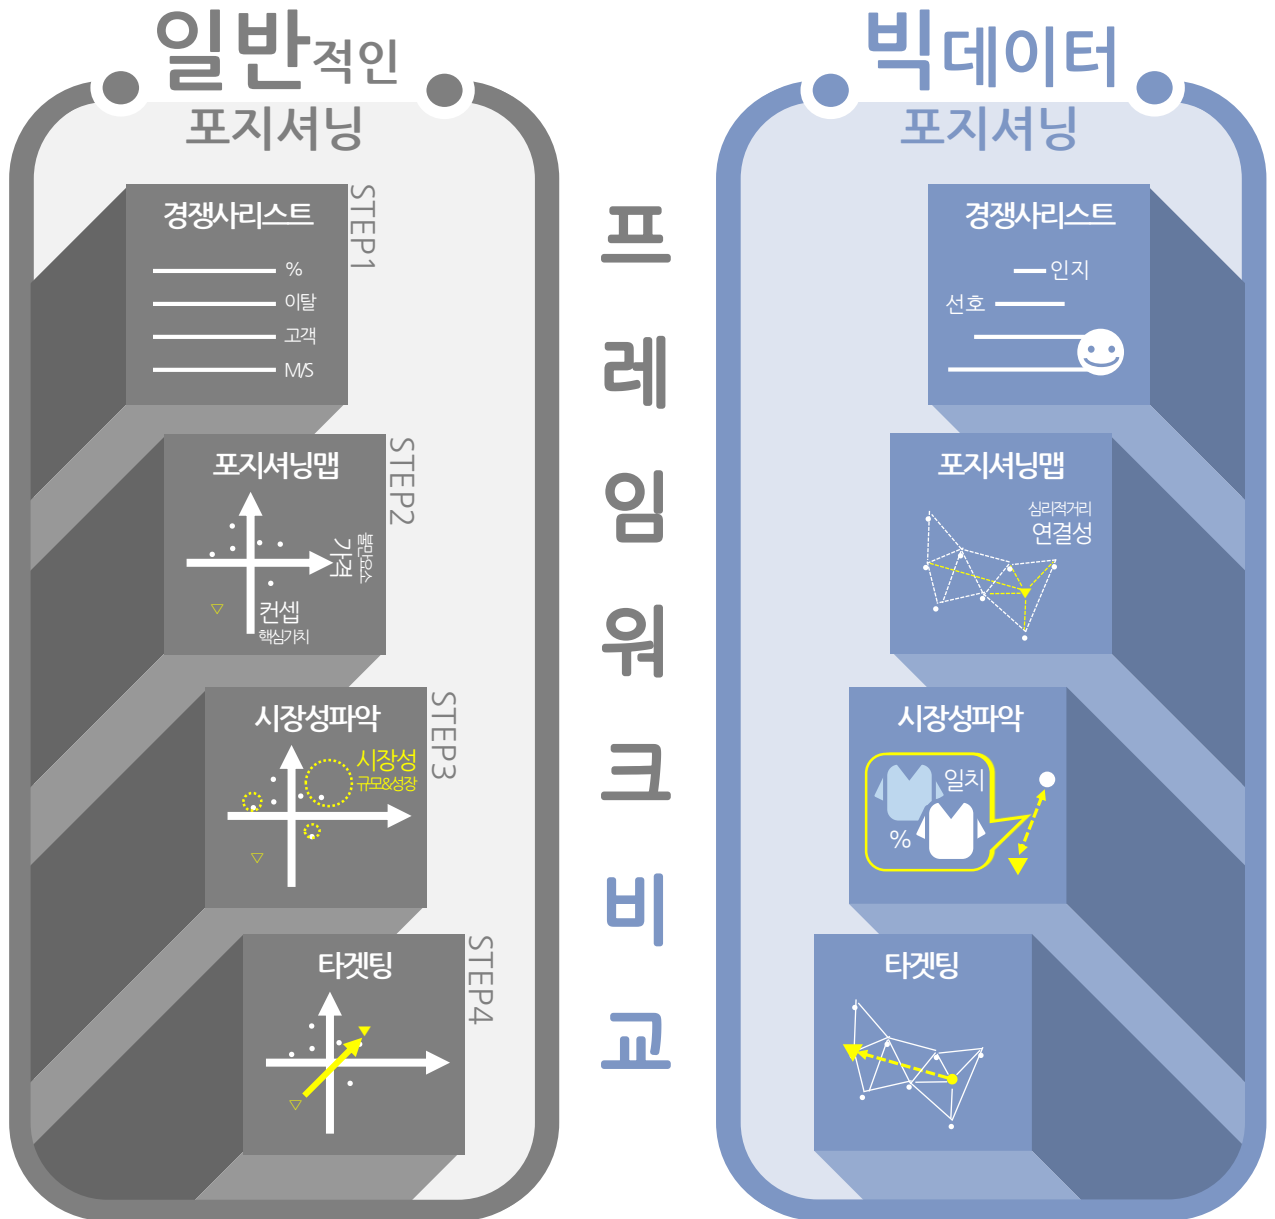 일반적인
포지셔닝
STEP1
경쟁사리스트
%
이탈
고객
M/S
STEP2
포지셔닝맵
가격
불만요소
컨셉
핵심가치
STEP3
시장성파악
시장성
규모&성장
STEP4
타겟팅
프레임워크비교
빅데이터
포지셔닝
경쟁사리스트
인지
선호
포지셔닝맵
심리적거리
연결성
시장성파악
일치
%
타겟팅